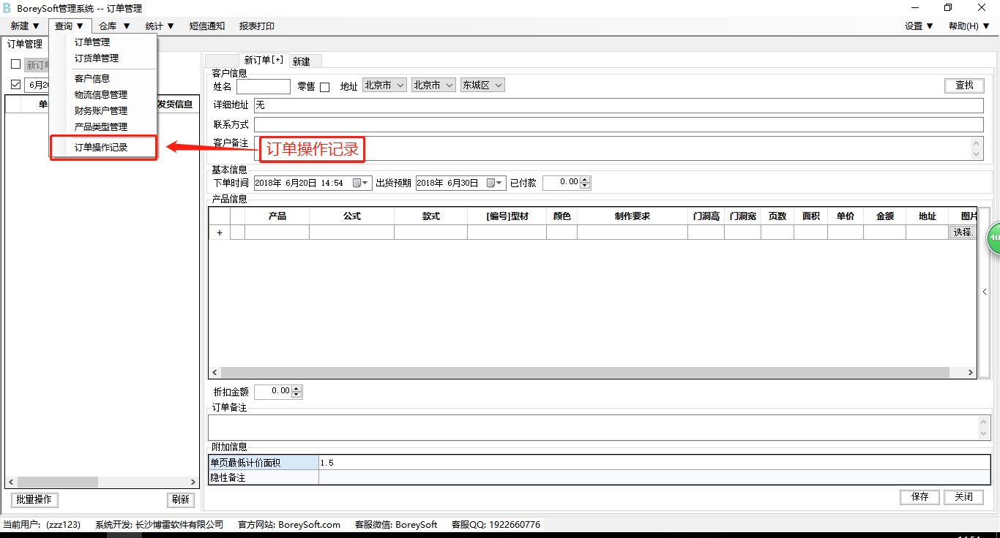 BoreySoft管理系统 -- 订单管理
新建 ▼ 查询 ▼ 仓库 ▼ 统计 ▼ 短信通知 报表打印 设置 ▼ 帮助(H) ▼
订单管理
订单管理
订货单管理
客户信息
物流信息管理
财务账户管理
产品类型管理
订单操作记录
订单操作记录
新订单
6月20
单 发货信息
批量操作 刷新
新订单[+] 新建
客户信息
姓名 零售 地址 北京市 北京市 东城区 查找
详细地址 无
联系方式
客户备注
基本信息
下单时间 2018年 6月20日 14:54 出货预期 2018年 6月30日 已付款 0.00
产品信息
产品 公式 款式 [编号]型材 颜色 制作要求 门洞高 门洞宽 页数 面积 单价 金额 地址 图片
+ 选择.
40
折扣金额 0.00
订单备注
附加信息
单页最低计价面积 1.5
隐性备注
保存 关闭
当前用户: (zzz123) 系统开发: 长沙博雷软件有限公司 官方网站: BoreySoft.com 客服微信: BoreySoft 客服QQ: 1922660776